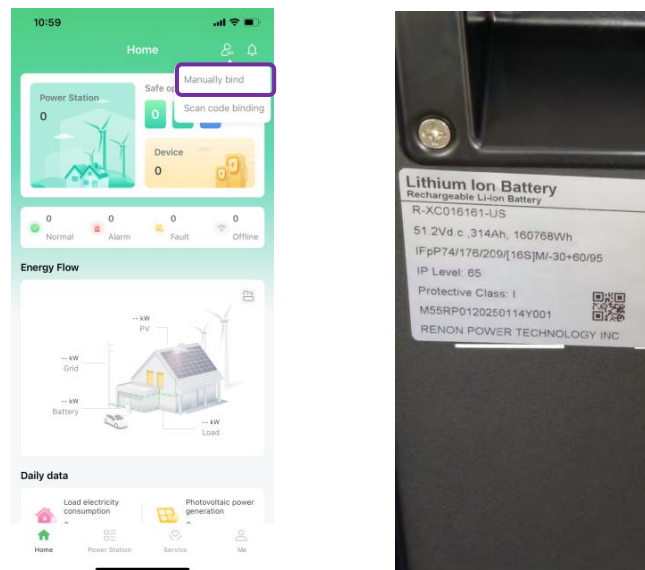 10:59
Home
Manually bind
Scan code binding
Power Station
0
Safe op
0
Device
0
0
Normal
0
Alarm
0
Fault
0
Offline
Energy Flow
-- kW
PV
-- kW
Grid
-- kW
Battery
-- kW
Load
Daily data
Load electricity
consumption
Photovoltaic power
generation
Home
Power Station
Service
Me
Lithium Ion Battery
Rechargeable Li-ion Battery
R-XC016161-US
51.2Vd.c.,314Ah, 160768Wh
IFpP74/176/209/[16S]M/-30+60/95
IP Level: 65
Protective Class: I
M55RP0120250114Y001
RENON POWER TECHNOLOGY INC